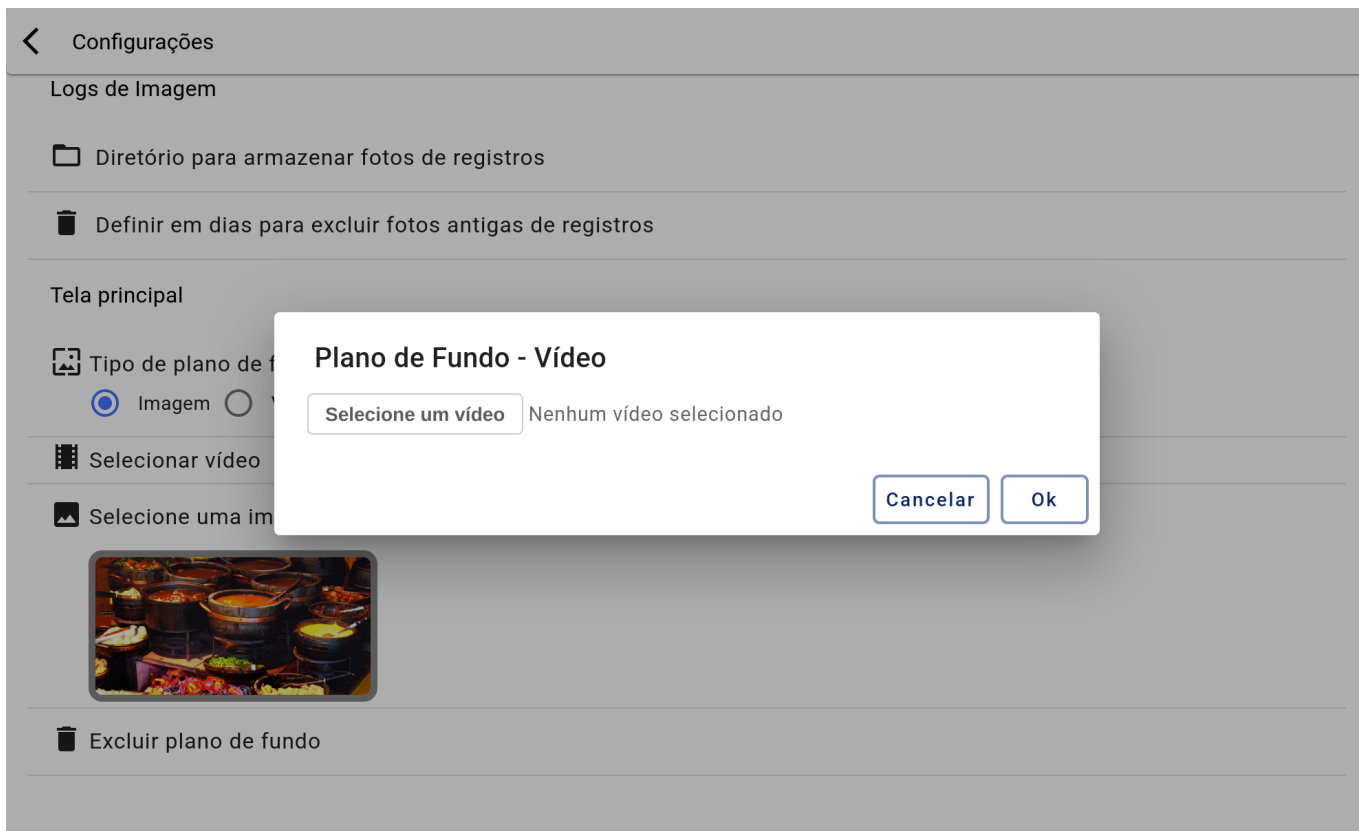 Configurações
Logs de Imagem
Diretório para armazenar fotos de registros
Definir em dias para excluir fotos antigas de registros
Tela principal
Tipo de plano de
Imagem
Plano de Fundo - Vídeo
Selecione um vídeo Nenhum vídeo selecionado
Cancelar Ok
Selecionar vídeo
Selecione uma
Excluir plano de fundo